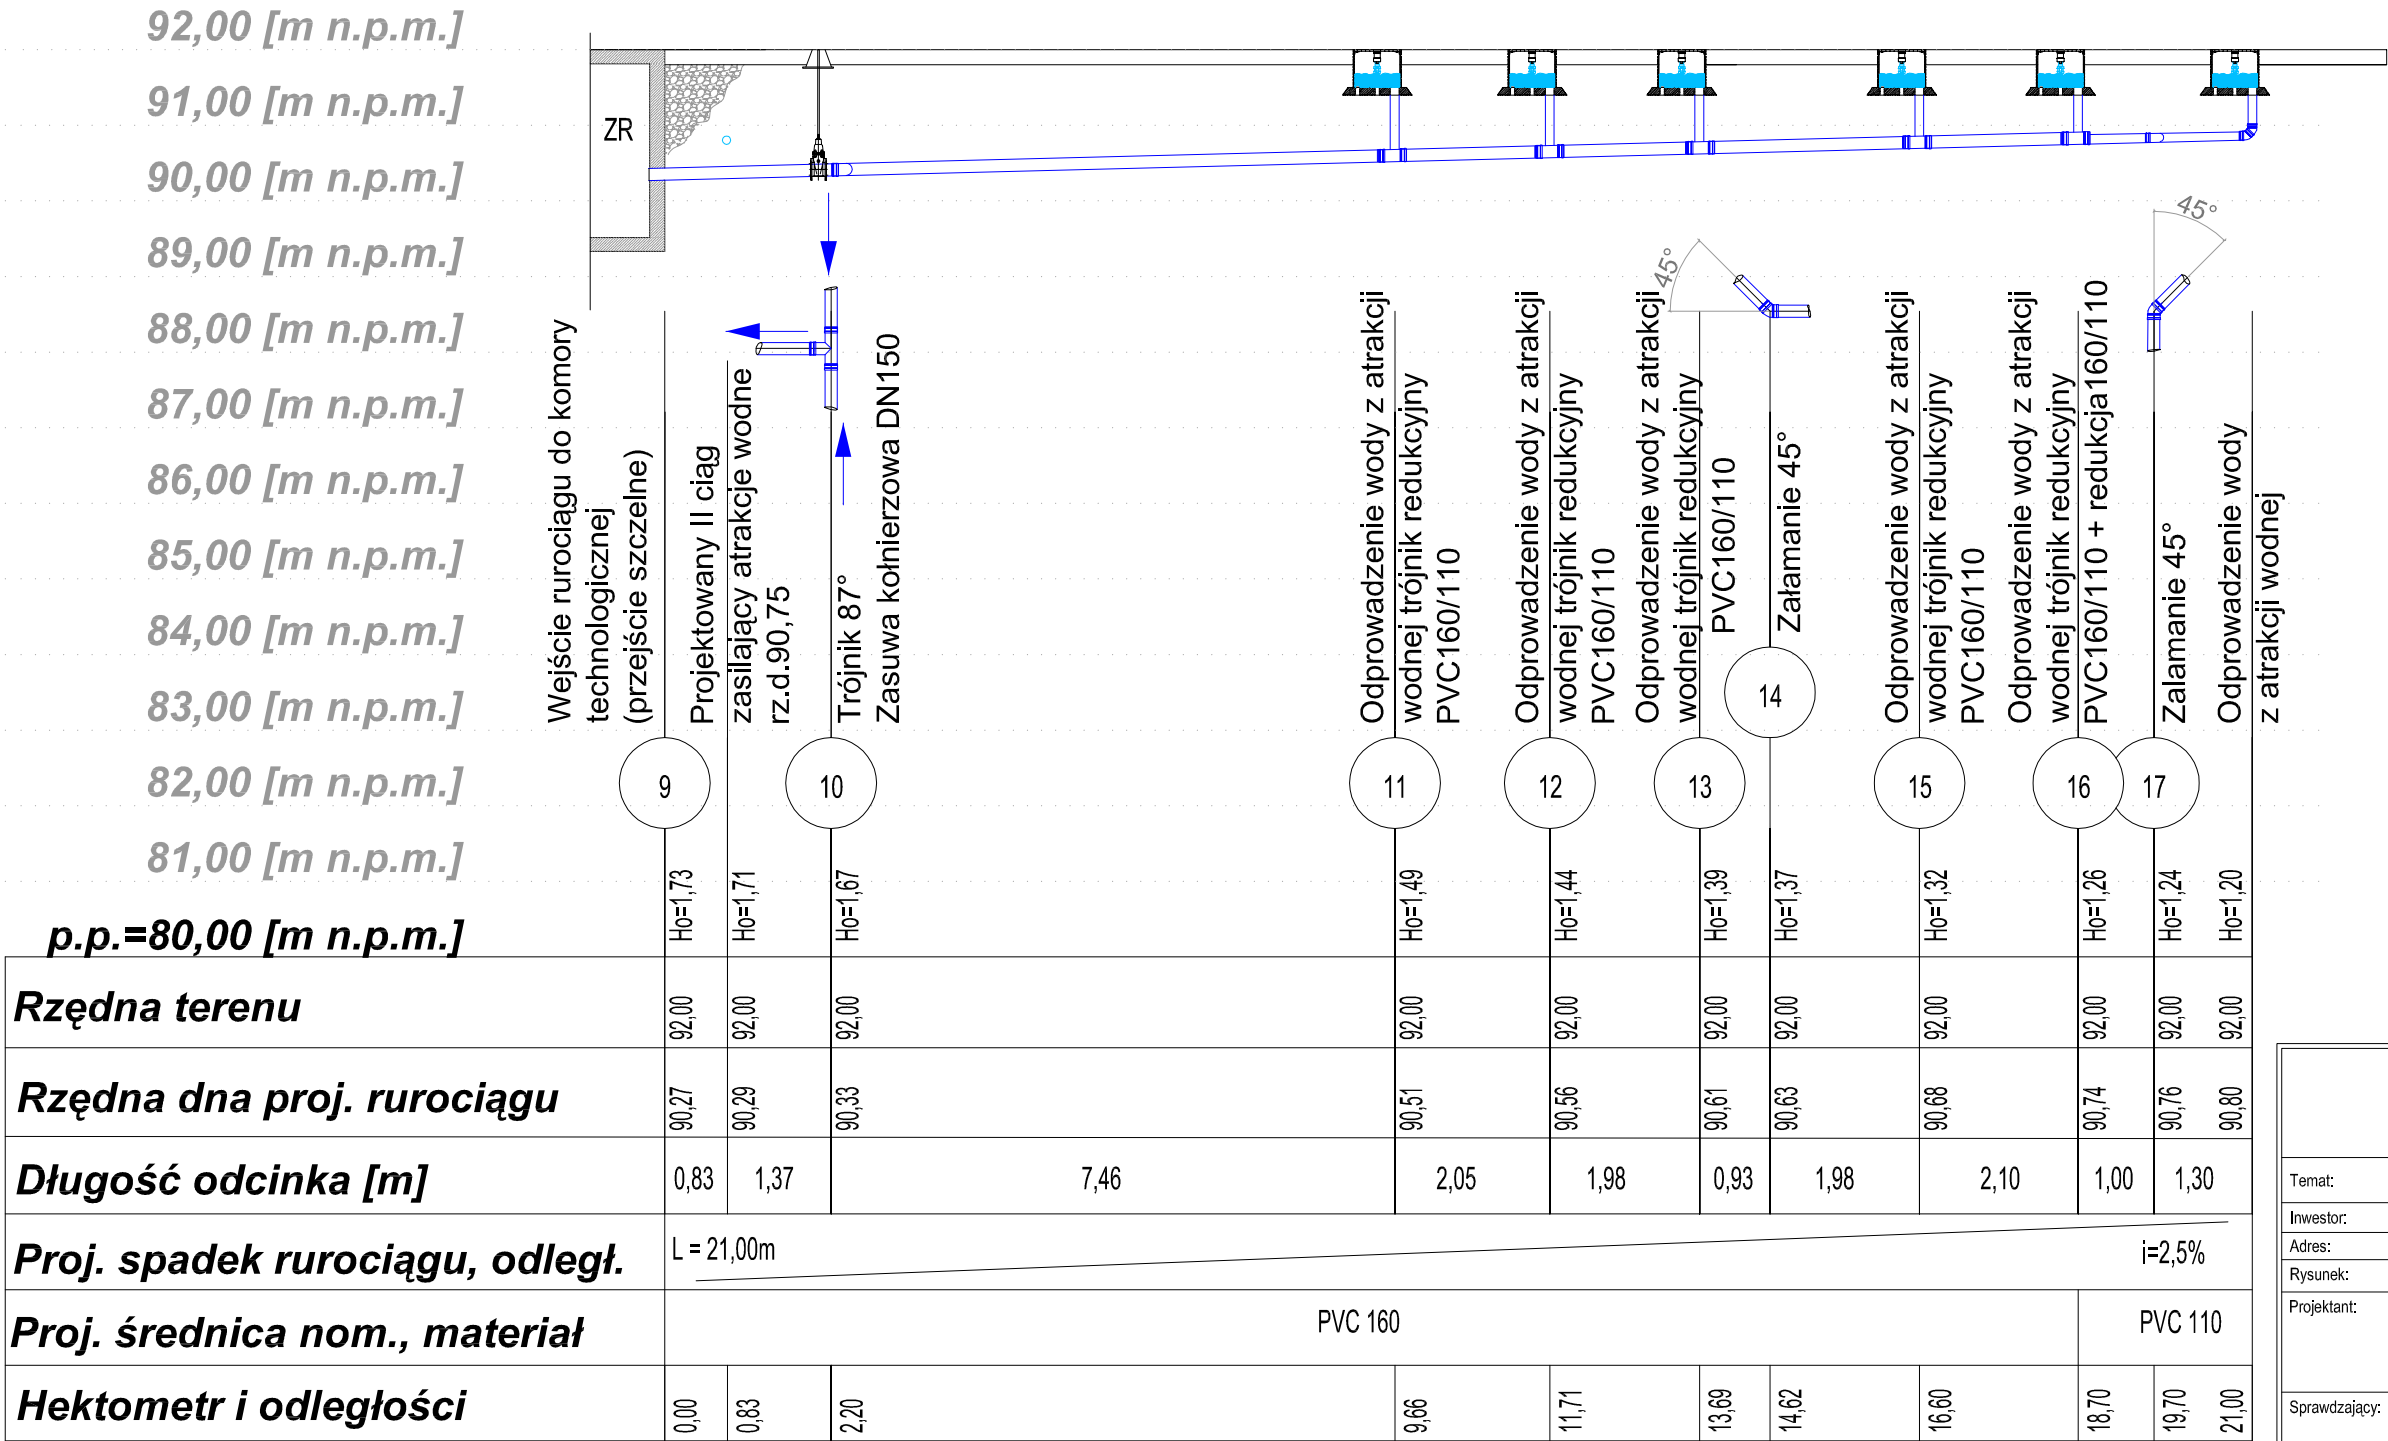 92,00 [m n.p.m.]
91,00 [m n.p.m.]
90,00 [m n.p.m.]
89,00 [m n.p.m.]
88,00 [m n.p.m.]
87,00 [m n.p.m.]
86,00 [m n.p.m.]
85,00 [m n.p.m.]
84,00 [m n.p.m.]
83,00 [m n.p.m.]
82,00 [m n.p.m.]
81,00 [m n.p.m.]
p.p.=80,00 [m n.p.m.]
ZR
45°
45°
Wejście rurociągu do komory
technologicznej
(przejście szczelne)
Projektowany II ciąg
zasilający atrakcje wodne
rz.d.90,75
Trójnik 87°
Zasuwa kołnierzowa DN150
Odprowadzenie wody z atrakcji
wodnej trójnik redukcyjny
PVC160/110
Odprowadzenie wody z atrakcji
wodnej trójnik redukcyjny
PVC160/110
Odprowadzenie wody z atrakcji
wodnej trójnik redukcyjny
PVC160/110
Załamanie 45°
Odprowadzenie wody z atrakcji
wodnej trójnik redukcyjny
PVC160/110
Odprowadzenie wody z atrakcji
wodnej trójnik redukcyjny
PVC160/110 + redukcja160/110
Zalamanie 45°
Odprowadzenie wody
z atrakcji wodnej
9
10
11
12
13
14
15
16
17
Ho=1,73
Ho=1,71
Ho=1,67
Ho=1,49
Ho=1,44
Ho=1,39
Ho=1,37
Ho=1,32
Ho=1,26
Ho=1,24
Ho=1,20
Rzędna terenu
92,00 92,00 92,00 92,00 92,00 92,00 92,00 92,00 92,00 92,00 92,00
Rzędna dna proj. rurociągu
90,27 90,29 90,33 90,51 90,56 90,61 90,63 90,68 90,74 90,76 90,80
Długość odcinka [m]
0,83 1,37 7,46 2,05 1,98 0,93 1,98 2,10 1,00 1,30
Proj. spadek rurociągu, odległ.
L = 21,00m
i=2,5%
Proj. średnica nom., materiał
PVC 160
PVC 110
Hektometr i odległości
0,00 0,83 2,20 9,66 11,71 13,69 14,62 16,60 18,70 19,70 21,00
Temat:
Inwestor:
Adres:
Rysunek:
Projektant:
Sprawdzający: